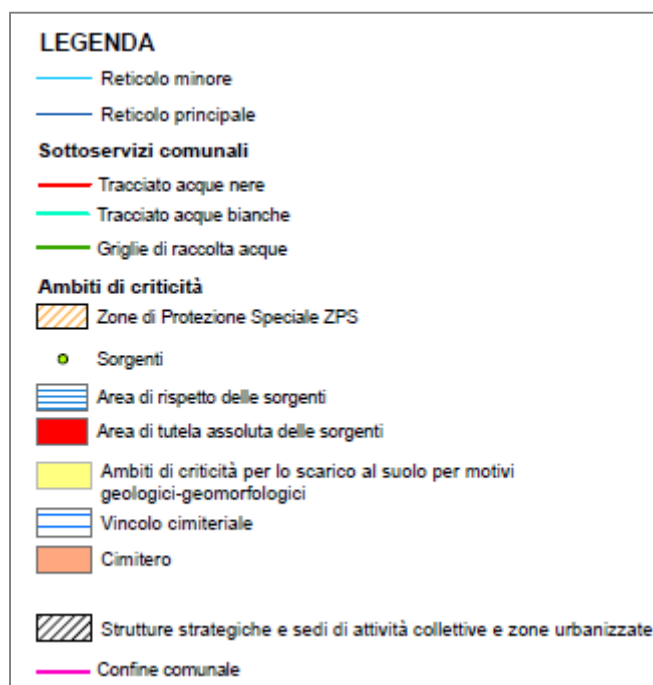 LEGENDA
Reticolo minore
Reticolo principale
Sottoservizi comunali
Tracciato acque nere
Tracciato acque bianche
Griglie di raccolta acque
Ambiti di criticità
Zone di Protezione Speciale ZPS
Sorgenti
Area di rispetto delle sorgenti
Area di tutela assoluta delle sorgenti
Ambiti di criticità per lo scarico al suolo per motivi
geologici-geomorfologici
Vincolo cimiteriale
Cimitero
Strutture strategiche e sedi di attività collettive e zone urbanizzate
Confine comunale